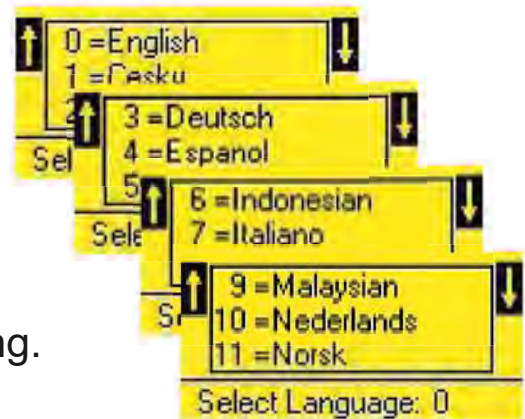 0 =English
1 =Cesky
3 =Deutsch
4 =Espanol
5
Sel
6 =Indonesian
7 =Italiano
Sele
9 =Malaysian
10 =Nederlands
11 =Norsk
S
ng.
Select Language: 0